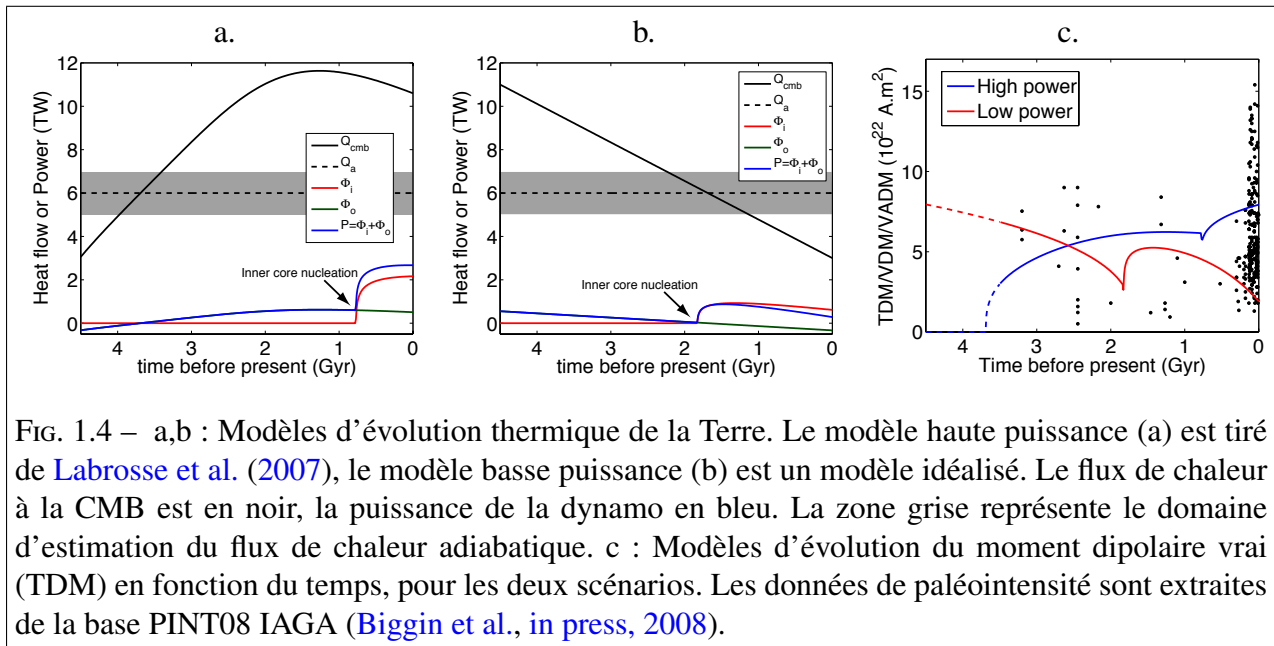 a.
b.
c.
12
10
8
6
4
2
0
Heat flow or Power (TW)
Q_cmb
Q_a
Φ_i
Φ_o
P=Φ_i+Φ_o
Inner core nucleation
4 3 2 1 0
time before present (Gyr)
12
10
8
6
4
2
0
Heat flow or Power (TW)
Q_cmb
Q_a
Φ_i
Φ_o
P=Φ_i+Φ_o
Inner core nucleation
4 3 2 1 0
time before present (Gyr)
15
10
5
0
TDM/VDM/VADM (10^22 A.m^2)
High power
Low power
4 3 2 1 0
Time before present (Gyr)
FIG. 1.4 – a,b : Modèles d'évolution thermique de la Terre. Le modèle haute puissance (a) est tiré
de Labrosse et al. (2007), le modèle basse puissance (b) est un modèle idéalisé. Le flux de chaleur
à la CMB est en noir, la puissance de la dynamo en bleu. La zone grise représente le domaine
d'estimation du flux de chaleur adiabatique. c : Modèles d'évolution du moment dipolaire vrai
(TDM) en fonction du temps, pour les deux scénarios. Les données de paléointensité sont extraites
de la base PINT08 IAGA (Biggin et al., in press, 2008).